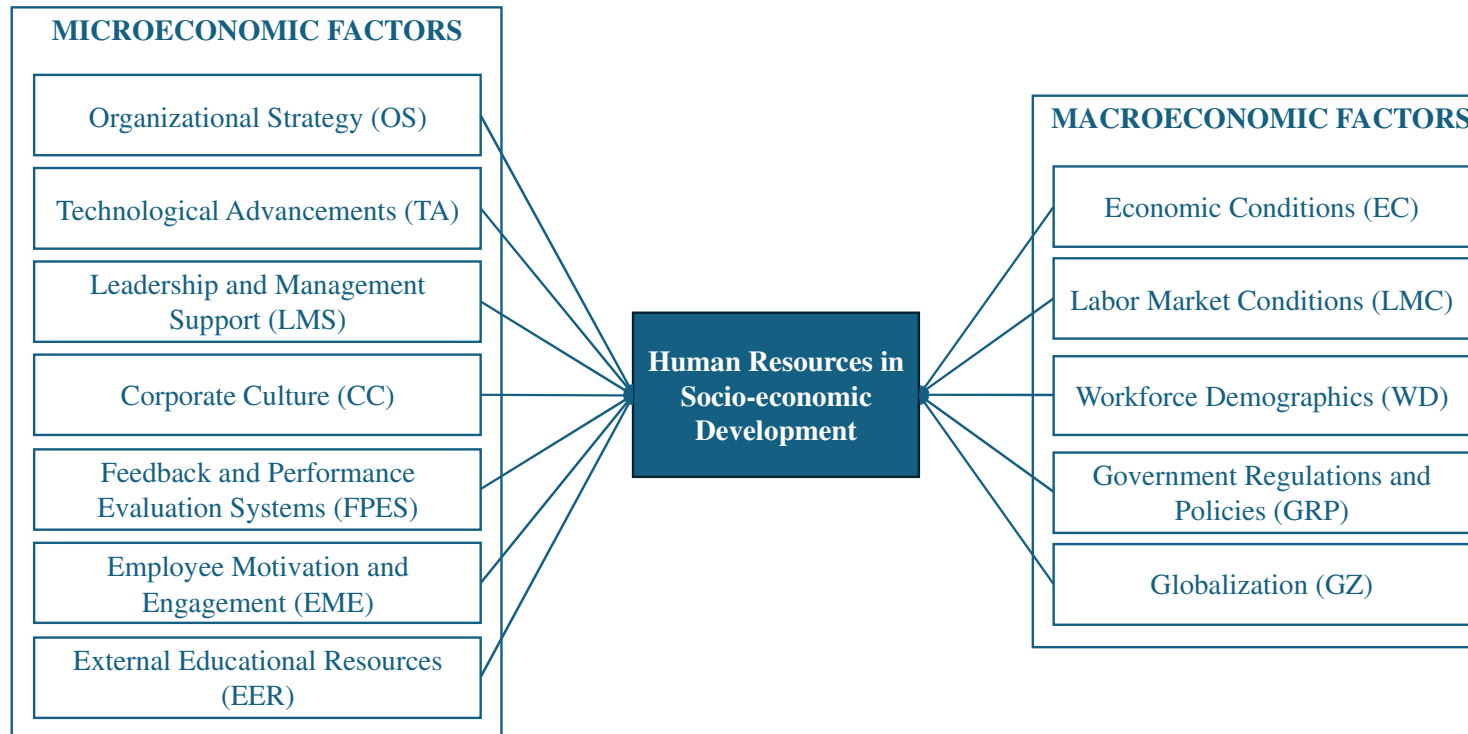 MICROECONOMIC FACTORS
Organizational Strategy (OS)
Technological Advancements (TA)
Leadership and Management
Support (LMS)
Corporate Culture (CC)
Feedback and Performance
Evaluation Systems (FPES)
Employee Motivation and
Engagement (EME)
External Educational Resources
(EER)
Human Resources in
Socio-economic
Development
MACROECONOMIC FACTORS
Economic Conditions (EC)
Labor Market Conditions (LMC)
Workforce Demographics (WD)
Government Regulations and
Policies (GRP)
Globalization (GZ)